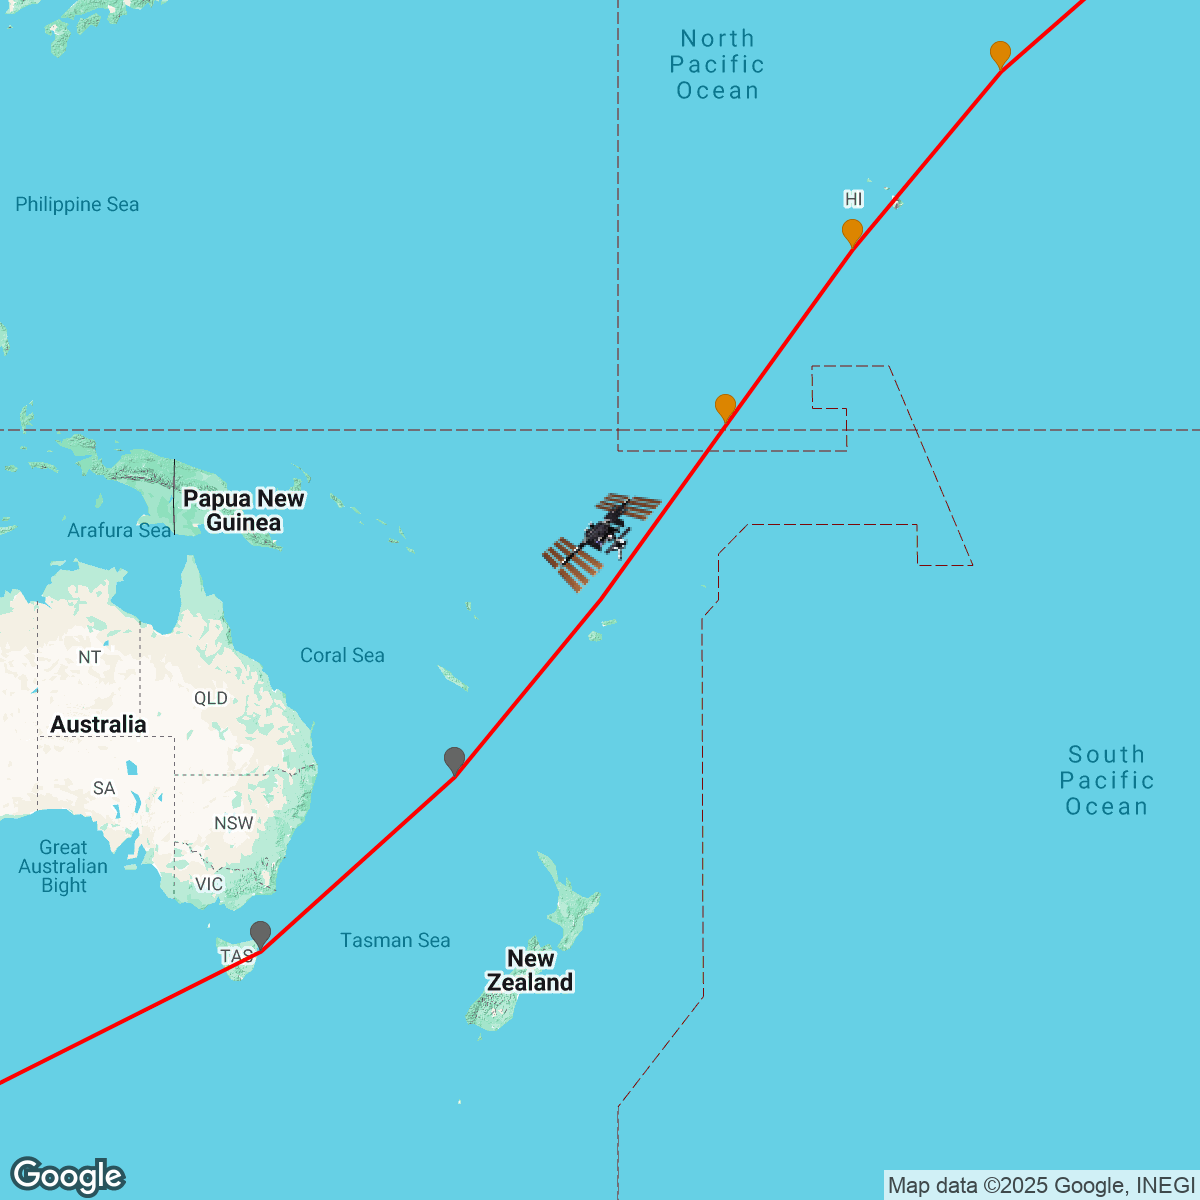 North
Pacific
Ocean
Philippine Sea
HI
Papua New
Guinea
Arafura Sea
NT
Coral Sea
QLD
Australia
SA
NSW
South
Pacific
Ocean
Great
Australian
Bight
VIC
TAS
Tasman Sea
New
Zealand
Google
Map data ©2025 Google, INEGI